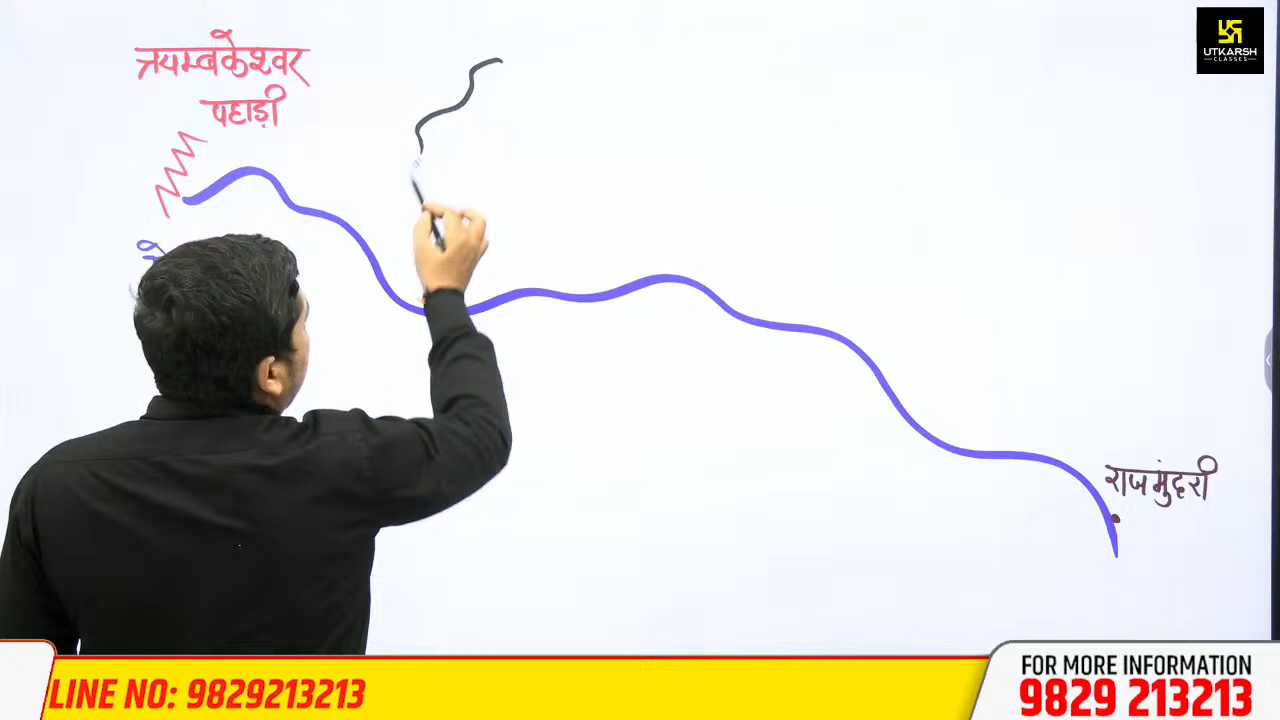 त्रयम्बकेश्वर
पहाड़ी
UTKARSH
CLASSES
राजमुंदरी
LINE NO: 9829213213
FOR MORE INFORMATION
9829 213213